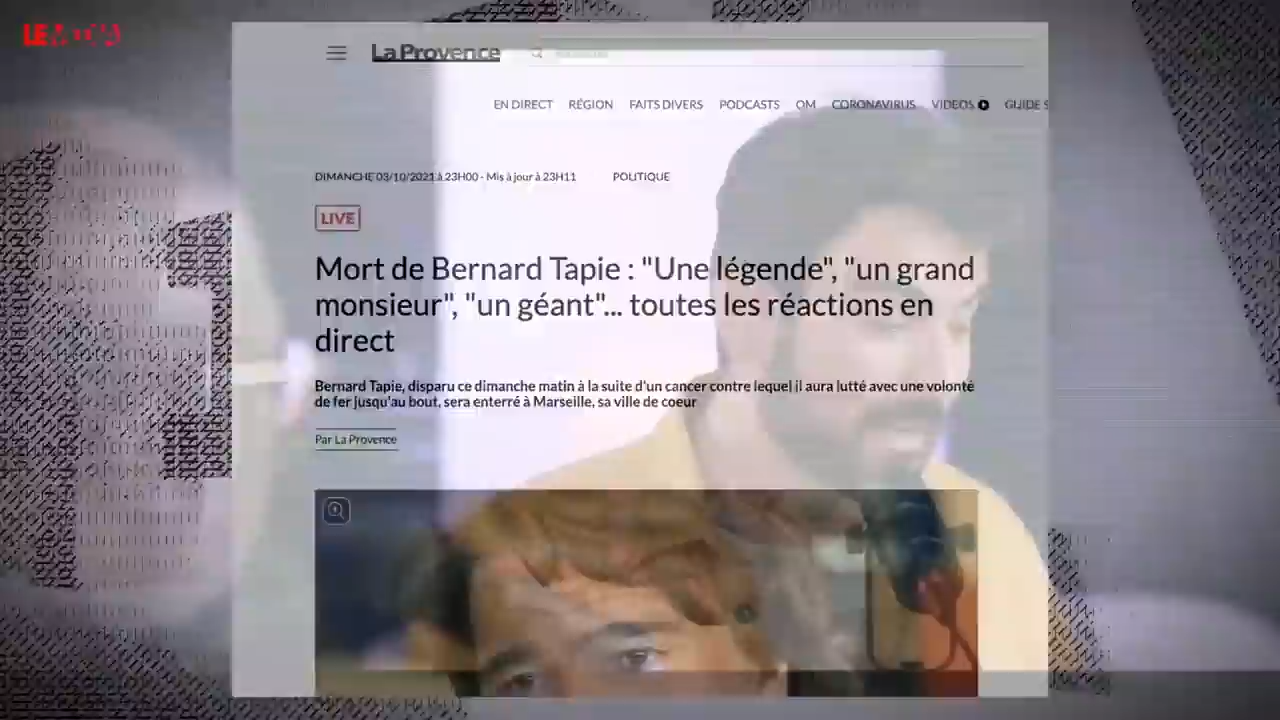 LE
La Provence
EN DIRECT RÉGION FAITS DIVERS PODCASTS OM CORONAVIRUS VIDEOS GUIDE S
DIMANCHE 03/10/2021 à 23H00 - Mis à jour à 23H11 POLITIQUE
LIVE
Mort de Bernard Tapie : "Une légende", "un grand
monsieur", "un géant"... toutes les réactions en
direct
Bernard Tapie, disparu ce dimanche matin à la suite d'un cancer contre lequel il aura lutté avec une volonté
de fer jusqu'au bout, sera enterré à Marseille, sa ville de coeur
Par La Provence